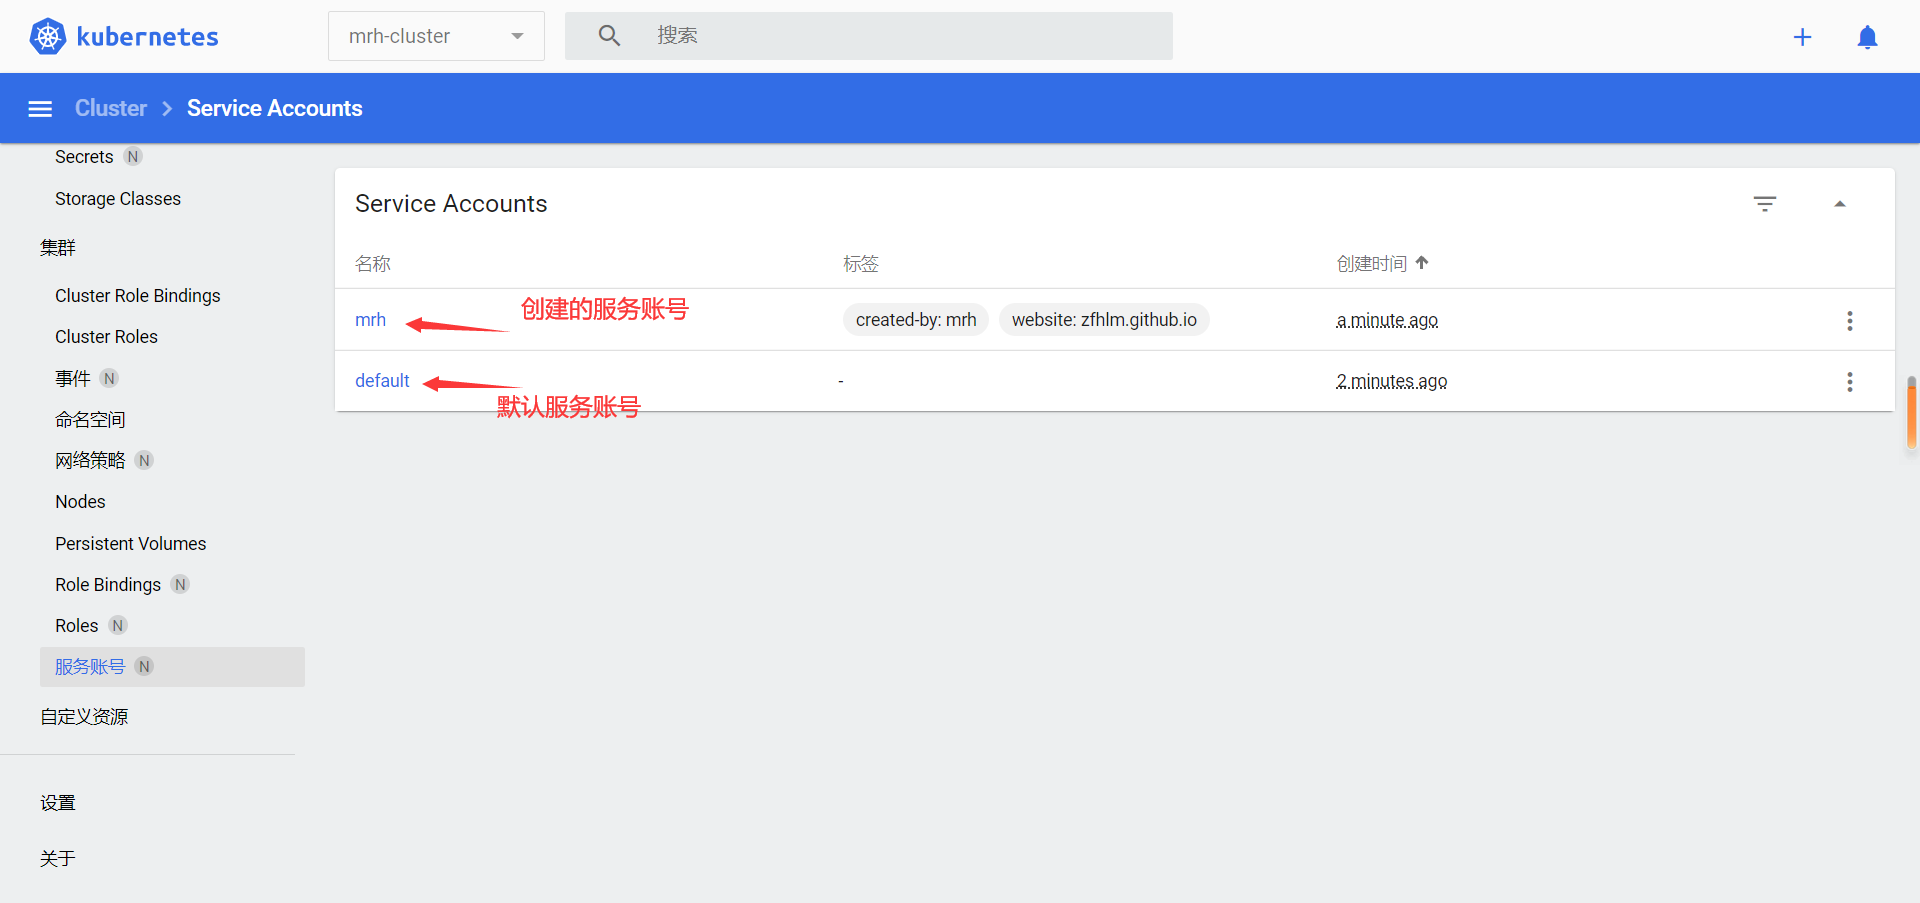 kubernetes
mrh-cluster
搜索
Cluster
Service Accounts
Secrets N
Storage Classes
集群
Cluster Role Bindings
Cluster Roles
事件 N
命名空间
网络策略 N
Nodes
Persistent Volumes
Role Bindings N
Roles N
服务账号 N
自定义资源
设置
关于
Service Accounts
名称 标签 创建时间
mrh 创建的服务账号 created-by: mrh website: zfhlm.github.io a minute ago
default - 2 minutes ago
默认服务账号